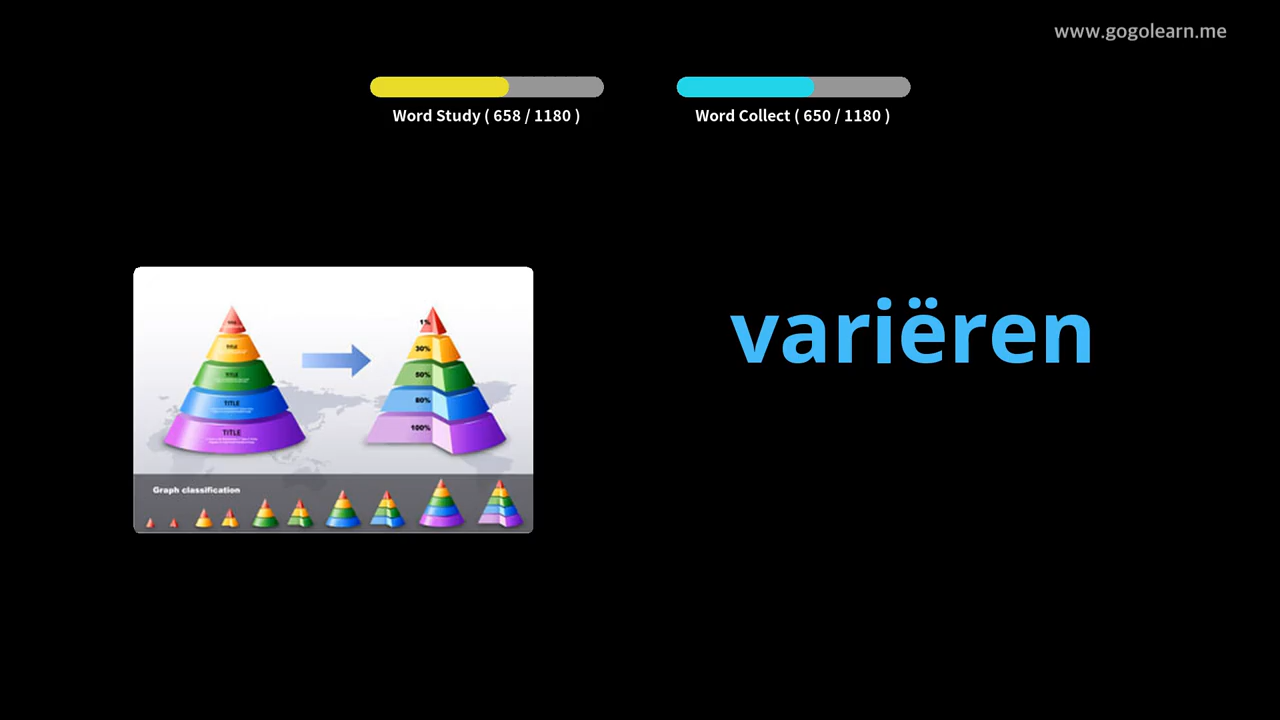 www.gogolearn.me
Word Study ( 658 / 1180 )
Word Collect ( 650 / 1180 )
variëren
1%
30%
TITLE
50%
TITLE
80%
TITLE
100%
TITLE
Graph classification